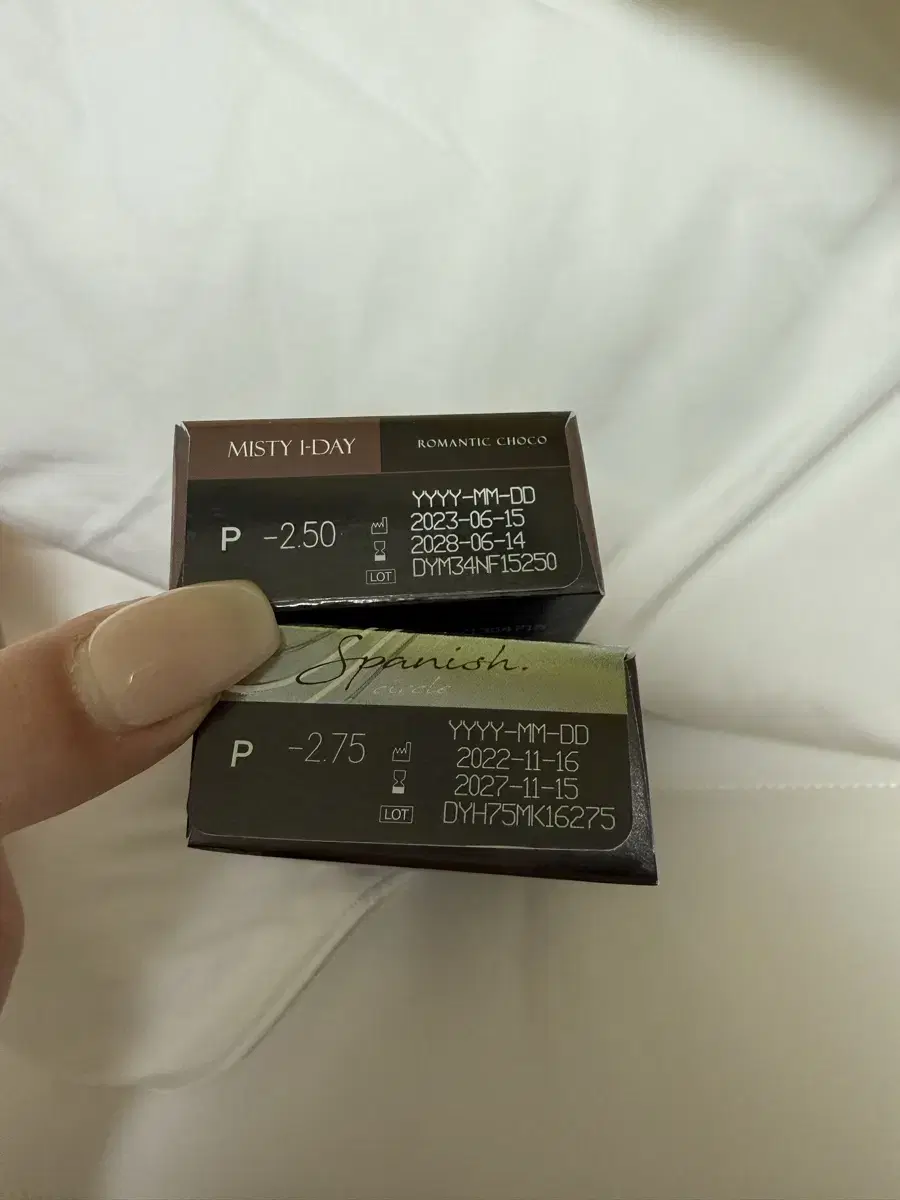 MISTY 1-DAY ROMANTIC CHOCO
YYYY-MM-DD
P -2.50 2023-06-15
2028-06-14
LOT DYM34NF15250
Spanish.
circle
YYYY-MM-DD
P -2.75 2022-11-16
2027-11-15
LOT DYH75MK16275